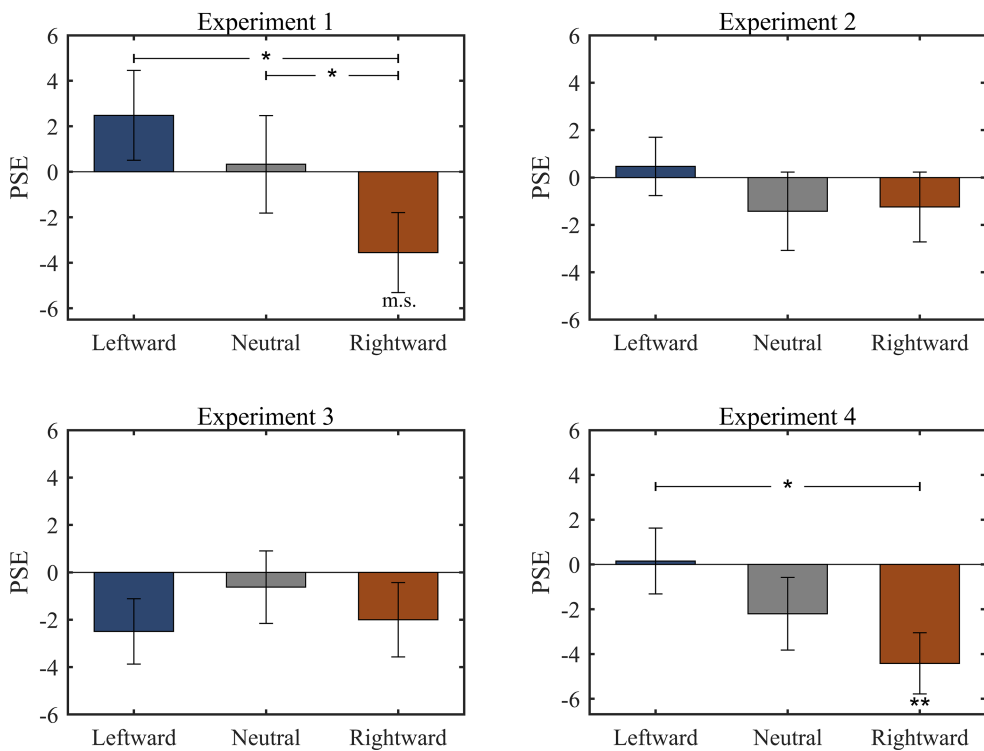 Experiment 1
PSE
6
4
2
0
-2
-4
-6
*
*
m.s.
Leftward Neutral Rightward
Experiment 2
PSE
6
4
2
0
-2
-4
-6
Leftward Neutral Rightward
Experiment 3
PSE
6
4
2
0
-2
-4
-6
Leftward Neutral Rightward
Experiment 4
PSE
6
4
2
0
-2
-4
-6
*
**
Leftward Neutral Rightward